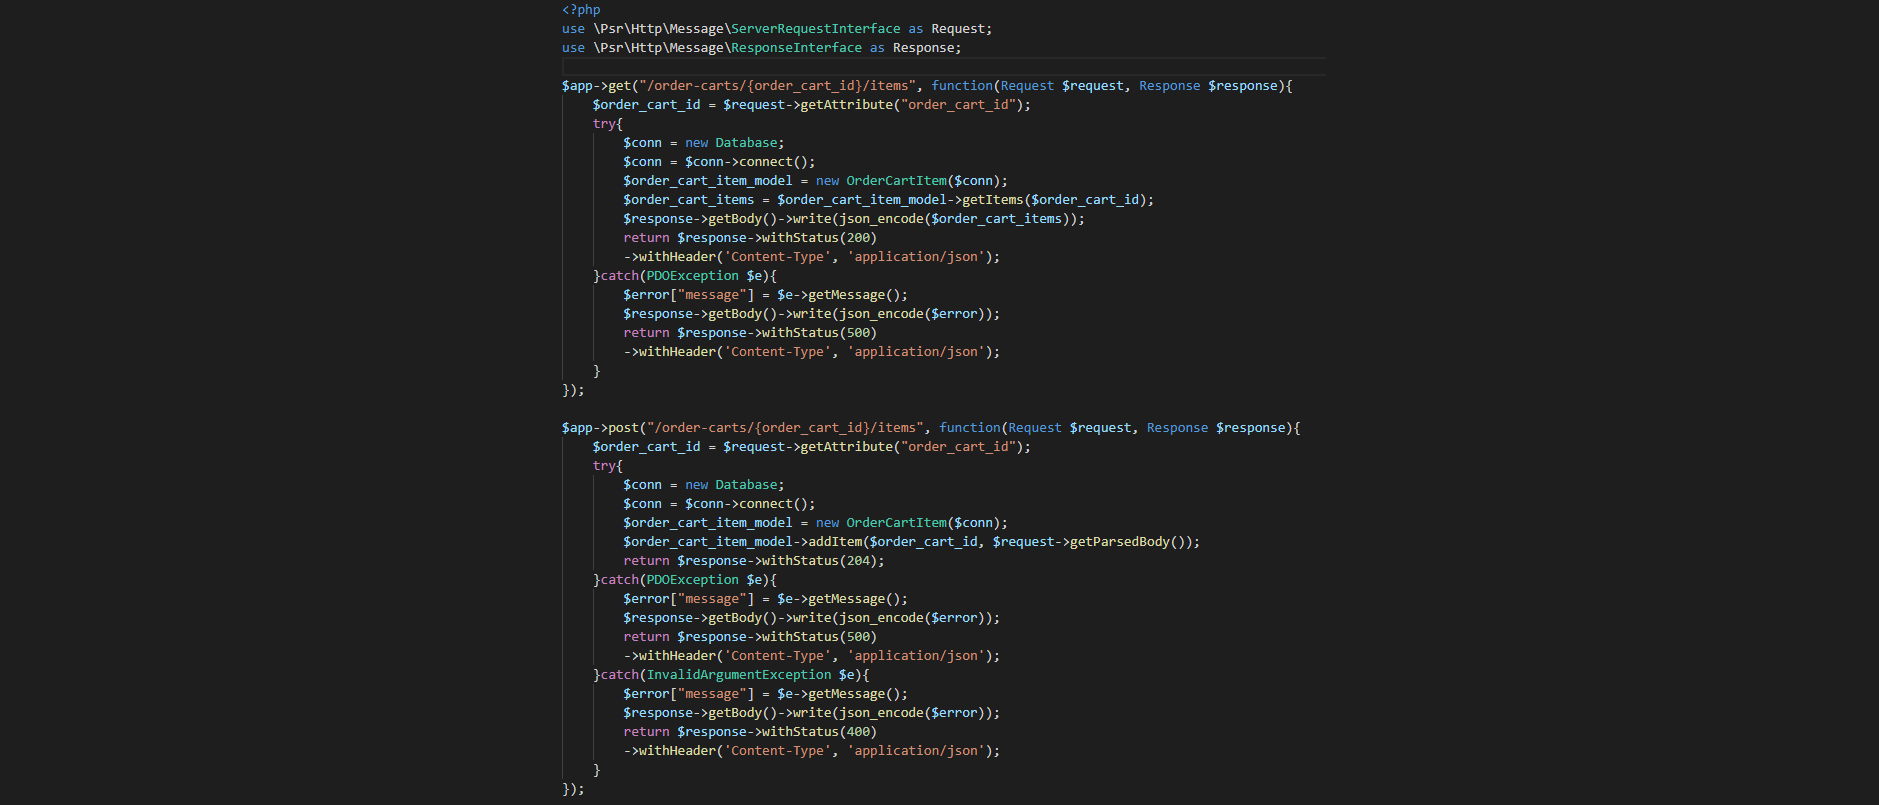 <?php
use \Psr\Http\Message\ServerRequestInterface as Request;
use \Psr\Http\Message\ResponseInterface as Response;

$app->get("/order-carts/{order_cart_id}/items", function(Request $request, Response $response){
    $order_cart_id = $request->getAttribute("order_cart_id");
    try{
        $conn = new Database;
        $conn = $conn->connect();
        $order_cart_item_model = new OrderCartItem($conn);
        $order_cart_items = $order_cart_item_model->getItems($order_cart_id);
        $response->getBody()->write(json_encode($order_cart_items));
        return $response->withStatus(200)
        ->withHeader('Content-Type', 'application/json');
    }catch(PDOException $e){
        $error["message"] = $e->getMessage();
        $response->getBody()->write(json_encode($error));
        return $response->withStatus(500)
        ->withHeader('Content-Type', 'application/json');
    }
});

$app->post("/order-carts/{order_cart_id}/items", function(Request $request, Response $response){
    $order_cart_id = $request->getAttribute("order_cart_id");
    try{
        $conn = new Database;
        $conn = $conn->connect();
        $order_cart_item_model = new OrderCartItem($conn);
        $order_cart_item_model->addItem($order_cart_id, $request->getParsedBody());
        return $response->withStatus(204);
    }catch(PDOException $e){
        $error["message"] = $e->getMessage();
        $response->getBody()->write(json_encode($error));
        return $response->withStatus(500)
        ->withHeader('Content-Type', 'application/json');
    }catch(InvalidArgumentException $e){
        $error["message"] = $e->getMessage();
        $response->getBody()->write(json_encode($error));
        return $response->withStatus(400)
        ->withHeader('Content-Type', 'application/json');
    }
});